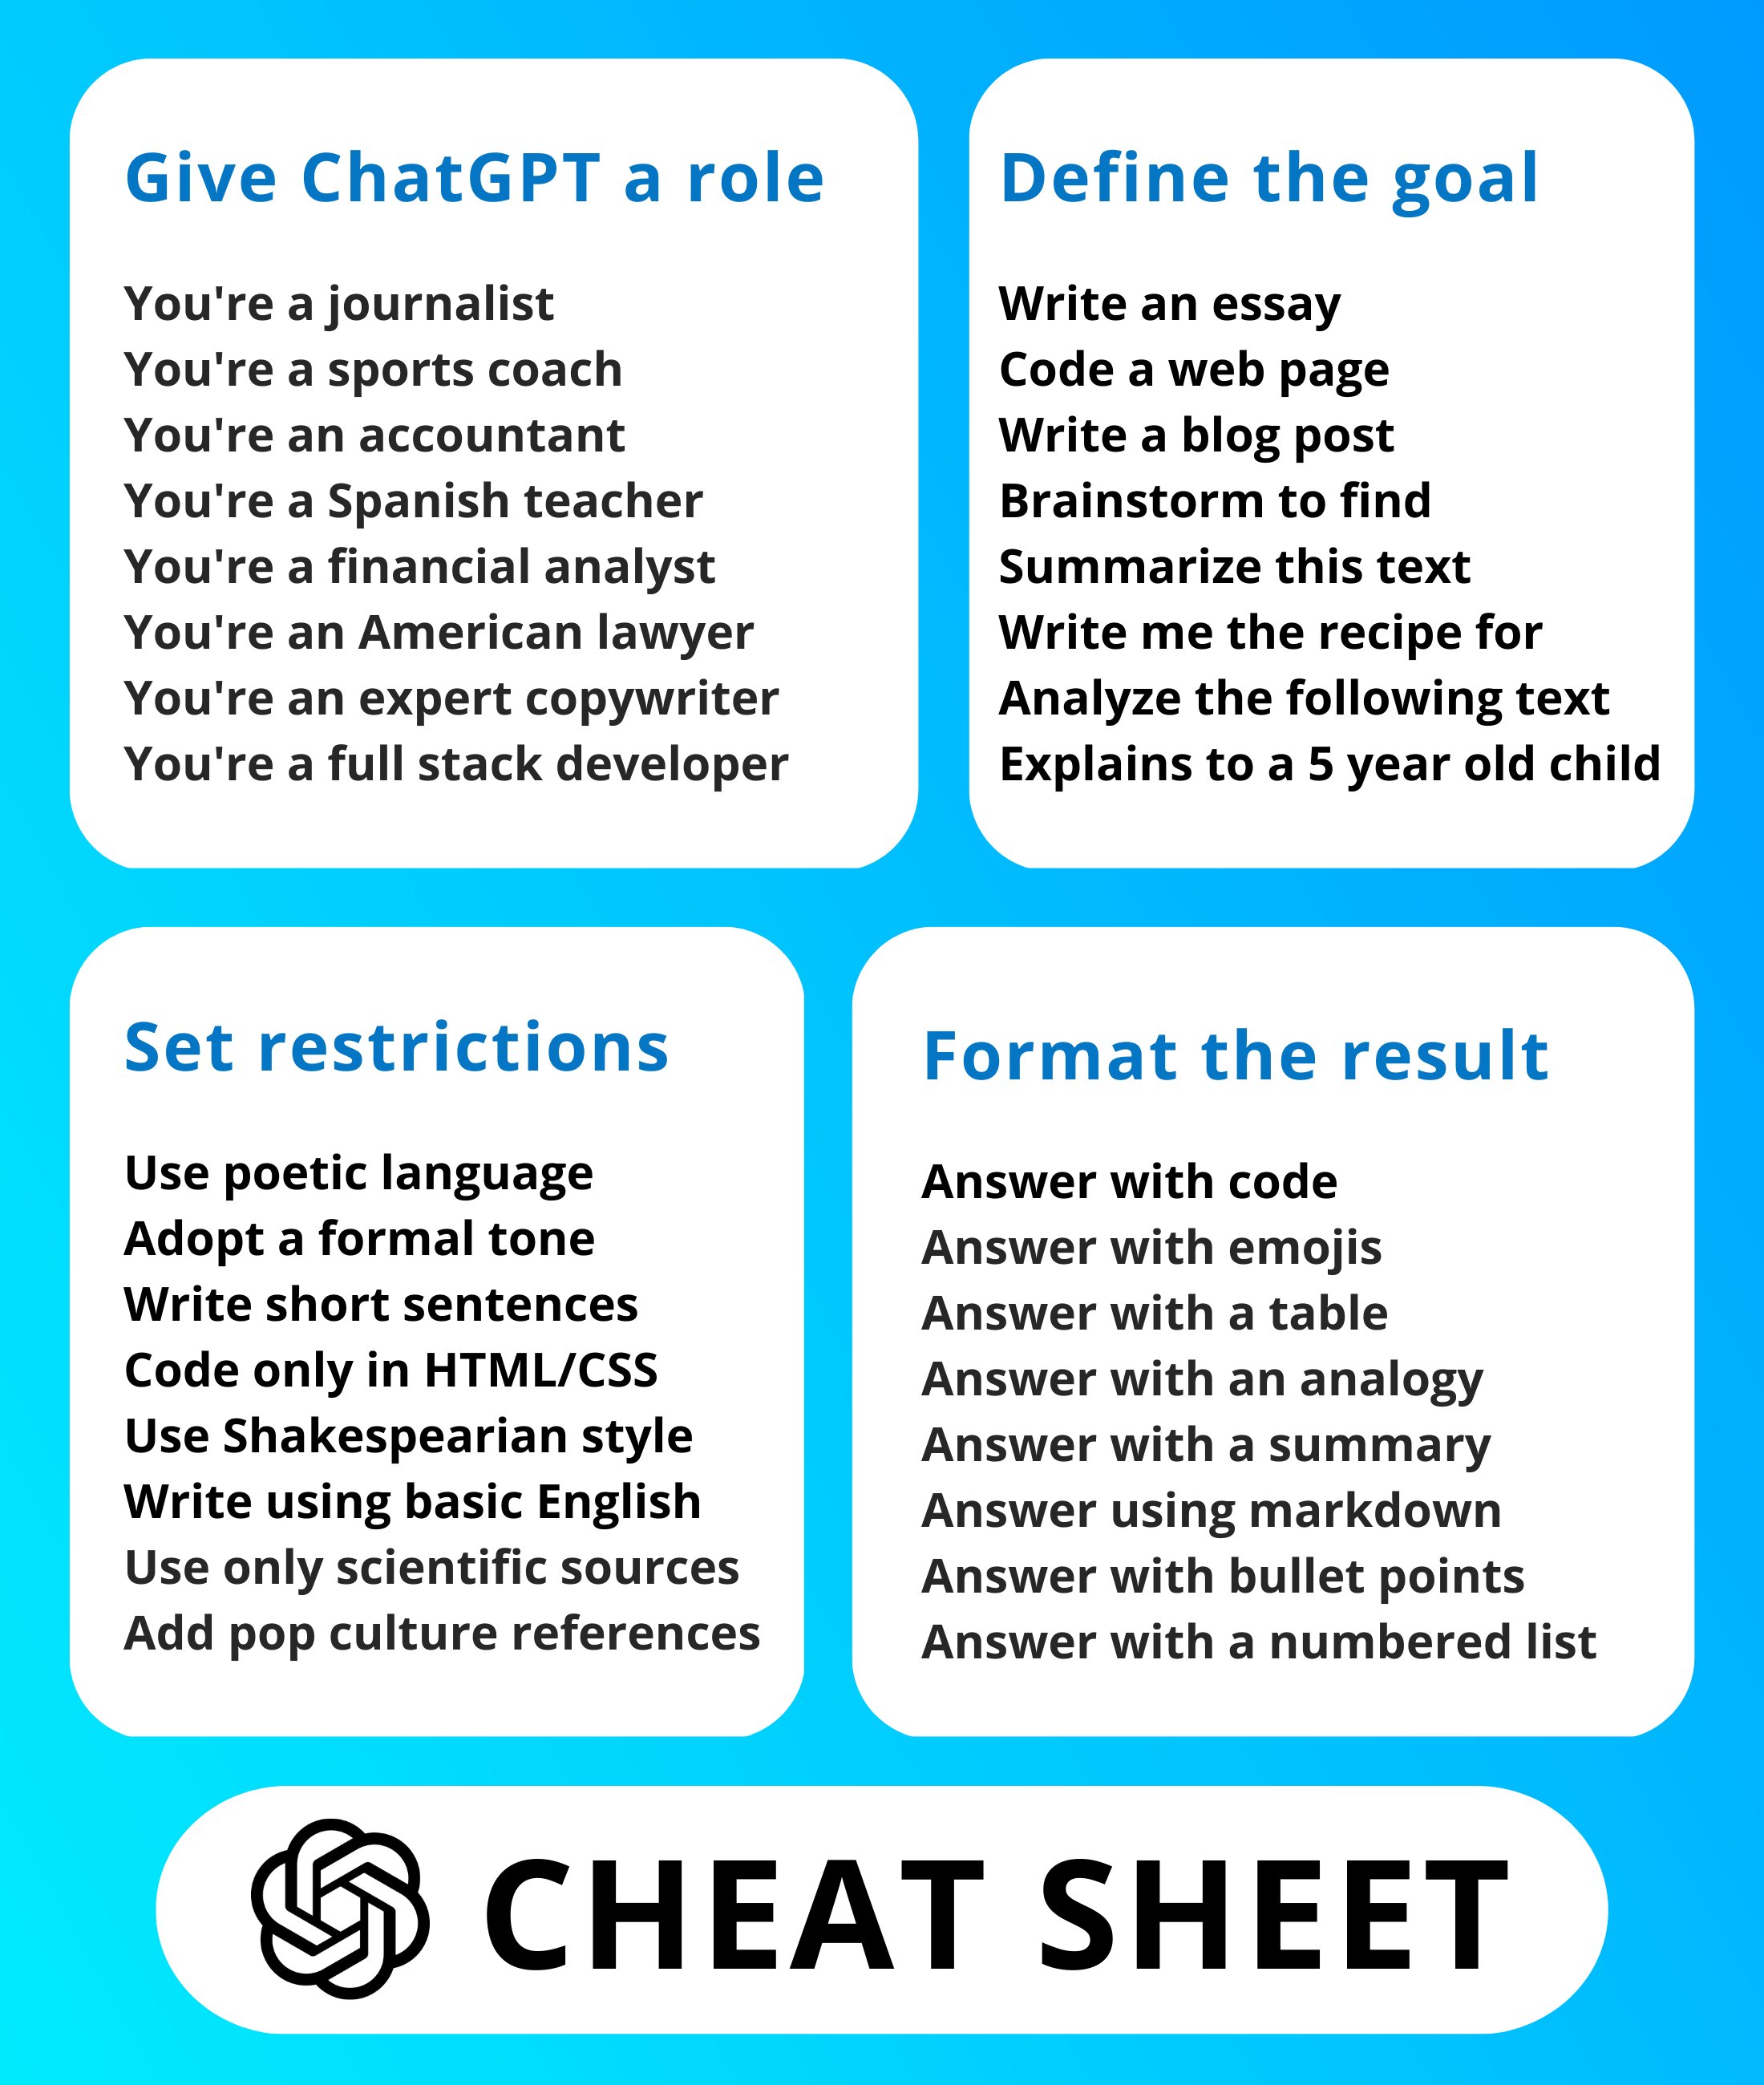 Give ChatGPT a role
You're a journalist
You're a sports coach
You're an accountant
You're a Spanish teacher
You're a financial analyst
You're an American lawyer
You're an expert copywriter
You're a full stack developer
Define the goal
Write an essay
Code a web page
Write a blog post
Brainstorm to find
Summarize this text
Write me the recipe for
Analyze the following text
Explains to a 5 year old child
Set restrictions
Use poetic language
Adopt a formal tone
Write short sentences
Code only in HTML/CSS
Use Shakespearian style
Write using basic English
Use only scientific sources
Add pop culture references
Format the result
Answer with code
Answer with emojis
Answer with a table
Answer with an analogy
Answer with a summary
Answer using markdown
Answer with bullet points
Answer with a numbered list
CHEAT SHEET